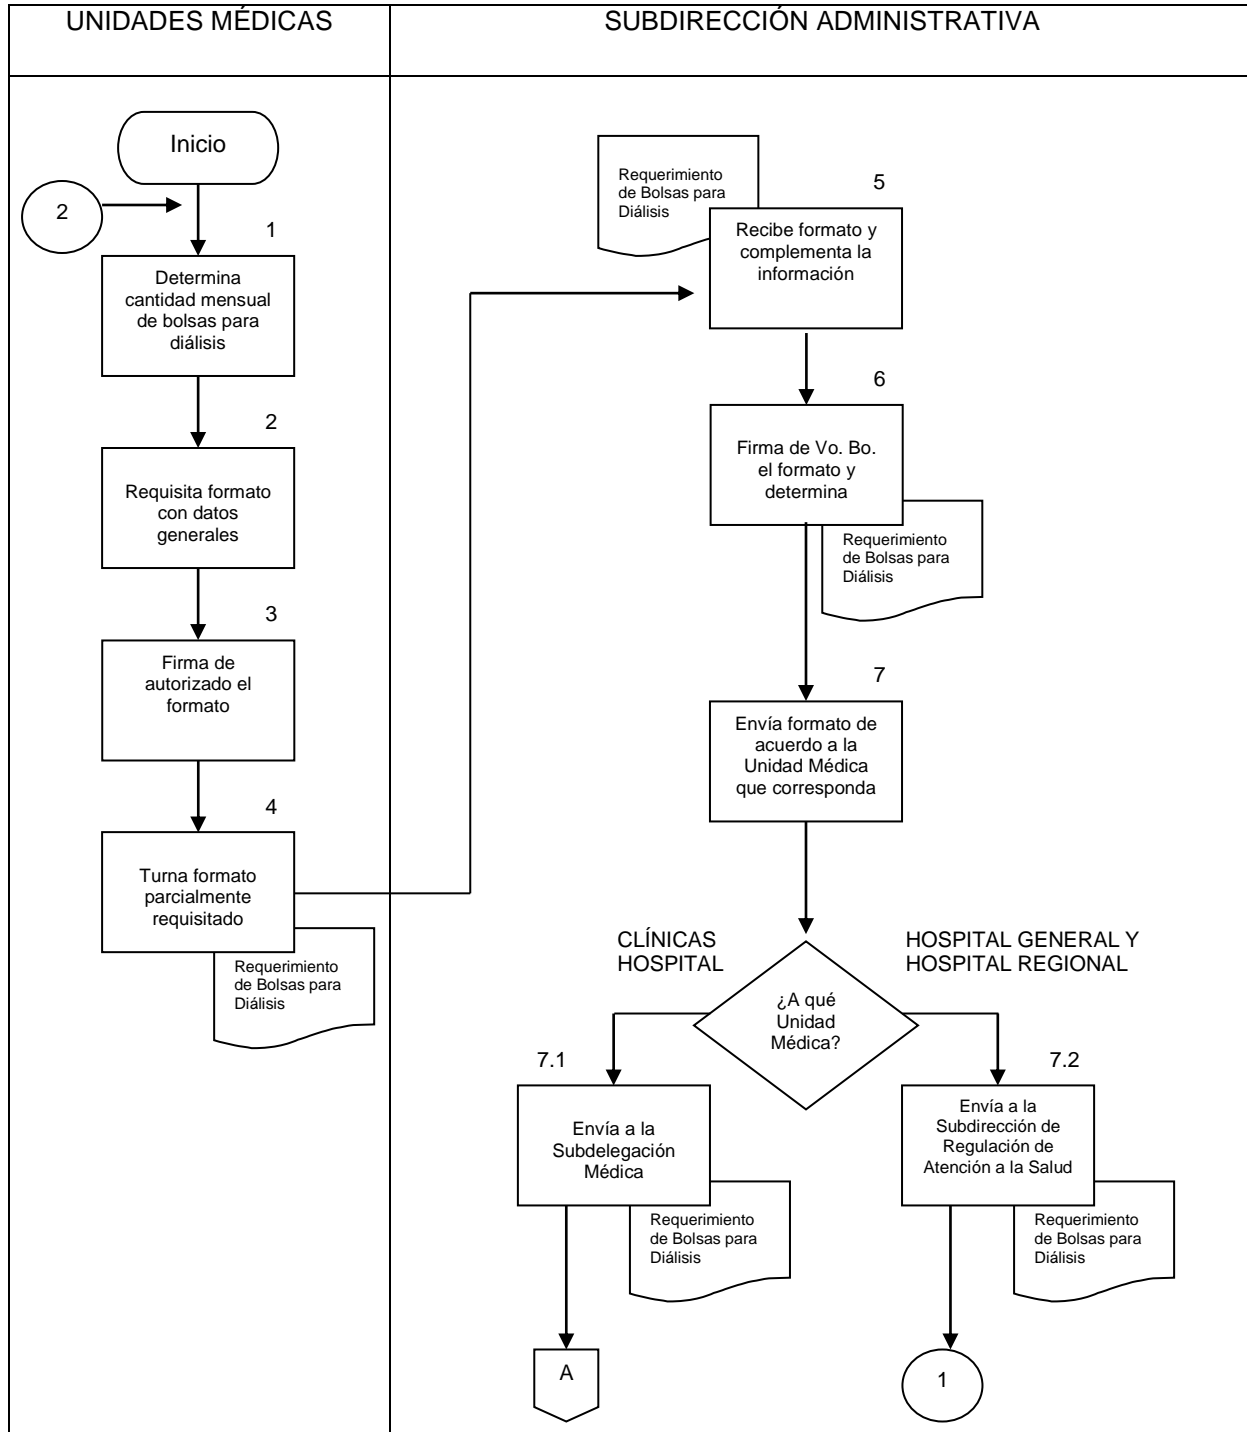 UNIDADES MÉDICAS
SUBDIRECCIÓN ADMINISTRATIVA
Inicio
2
1
Determina
cantidad mensual
de bolsas para
diálisis
2
Requisita formato
con datos
generales
3
Firma de
autorizado el
formato
4
Turna formato
parcialmente
requisitado
Requerimiento
de Bolsas para
Diálisis
Requerimiento
de Bolsas para
Diálisis
5
Recibe formato y
complementa la
información
6
Firma de Vo. Bo.
el formato y
determina
Requerimiento
de Bolsas para
Diálisis
7
Envía formato de
acuerdo a la
Unidad Médica
que corresponda
CLÍNICAS
HOSPITAL
HOSPITAL GENERAL Y
HOSPITAL REGIONAL
¿A qué
Unidad
Médica?
7.1
Envía a la
Subdelegación
Médica
Requerimiento
de Bolsas para
Diálisis
A
7.2
Envía a la
Subdirección de
Regulación de
Atención a la Salud
Requerimiento
de Bolsas para
Diálisis
1